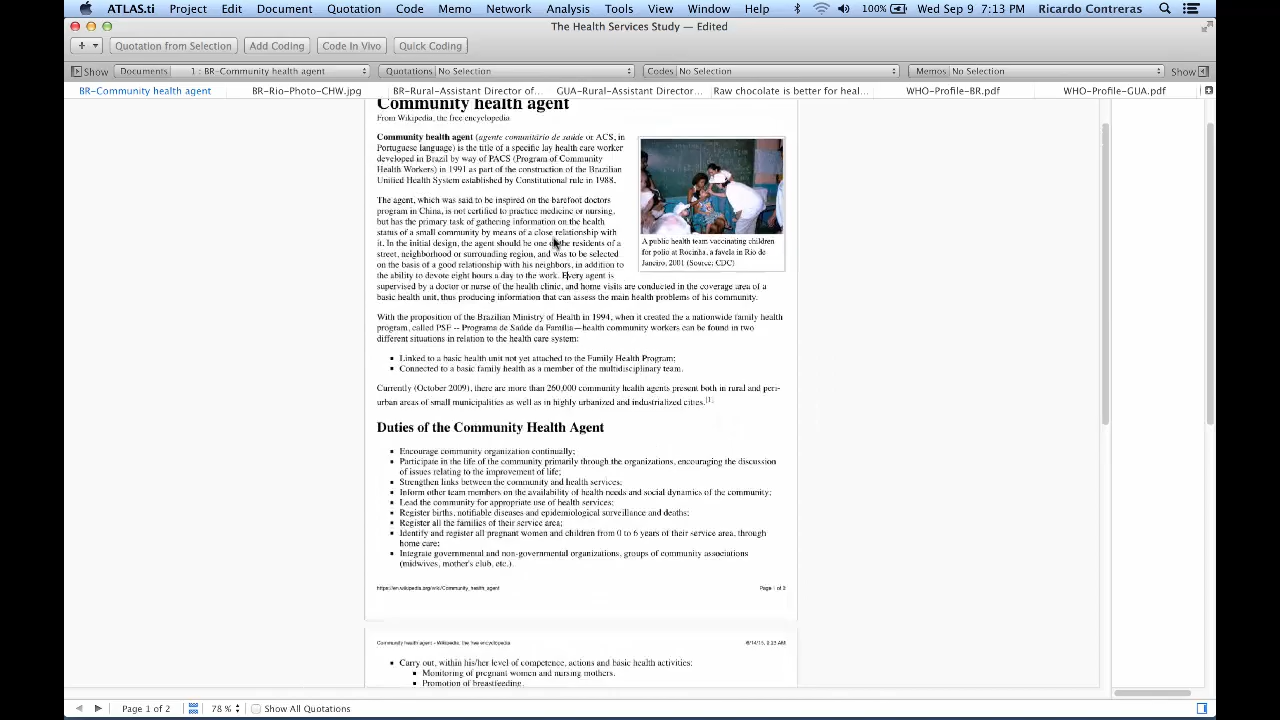 ATLAS.ti Project Edit Document Quotation Code Memo Network Analysis Tools View Window Help 100% Wed Sep 9 7:13 PM Ricardo Contreras
The Health Services Study — Edited
+ Quotation from Selection Add Coding Code In Vivo Quick Coding
Show Documents 1 : BR-Community health agent Quotations No Selection Codes No Selection Memos No Selection Show
BR-Community health agent BR-Rio-Photo-CHW.jpg BR-Rural-Assistant Director of... GUA-Rural-Assistant Director... Raw chocolate is better for heal... WHO-Profile-BR.pdf WHO-Profile-GUA.pdf
Community health agent
From Wikipedia, the free encyclopedia
Community health agent (agente comunitário de saúde or ACS, in
Portuguese language) is the title of a specific lay health care worker
developed in Brazil by way of PACS (Program of Community
Health Workers) in 1991 as part of the construction of the Brazilian
Unified Health System established by Constitutional rule in 1988.
The agent, which was said to be inspired on the barefoot doctors
program in China, is not certified to practice medicine or nursing,
but has the primary task of gathering information on the health
status of a small community by means of a close relationship with
it. In the initial design, the agent should be one of the residents of a
street, neighborhood or surrounding region, and was to be selected
on the basis of a good relationship with his neighbors, in addition to
the ability to devote eight hours a day to the work. Every agent is
supervised by a doctor or nurse of the health clinic, and home visits are conducted in the coverage area of a
basic health unit, thus producing information that can assess the main health problems of his community.
A public health team vaccinating children
for polio at Rocinha, a favela in Rio de
Janeiro, 2001 (Source: CDC)
With the proposition of the Brazilian Ministry of Health in 1994, when it created the a nationwide family health
program, called PSF -- Programa de Saúde da Família—health community workers can be found in two
different situations in relation to the health care system:
▪ Linked to a basic health unit not yet attached to the Family Health Program;
▪ Connected to a basic family health as a member of the multidisciplinary team.
Currently (October 2009), there are more than 260,000 community health agents present both in rural and peri-
urban areas of small municipalities as well as in highly urbanized and industrialized cities.[1]
Duties of the Community Health Agent
▪ Encourage community organization continually;
▪ Participate in the life of the community primarily through the organizations, encouraging the discussion
of issues relating to the improvement of life;
▪ Strengthen links between the community and health services;
▪ Inform other team members on the availability of health needs and social dynamics of the community;
▪ Lead the community for appropriate use of health services;
▪ Register births, notifiable diseases and epidemiological surveillance and deaths;
▪ Register all the families of their service area;
▪ Identify and register all pregnant women and children from 0 to 6 years of their service area, through
home care;
▪ Integrate governmental and non-governmental organizations, groups of community associations
(midwives, mother's club, etc.).
https://en.wikipedia.org/wiki/Community_health_agent Page 1 of 2
Community health agent - Wikipedia, the free encyclopedia 6/14/15, 9:23 AM
▪ Carry out, within his/her level of competence, actions and basic health activities:
▪ Monitoring of pregnant women and nursing mothers.
▪ Promotion of breastfeeding.
Page 1 of 2 78 % Show All Quotations